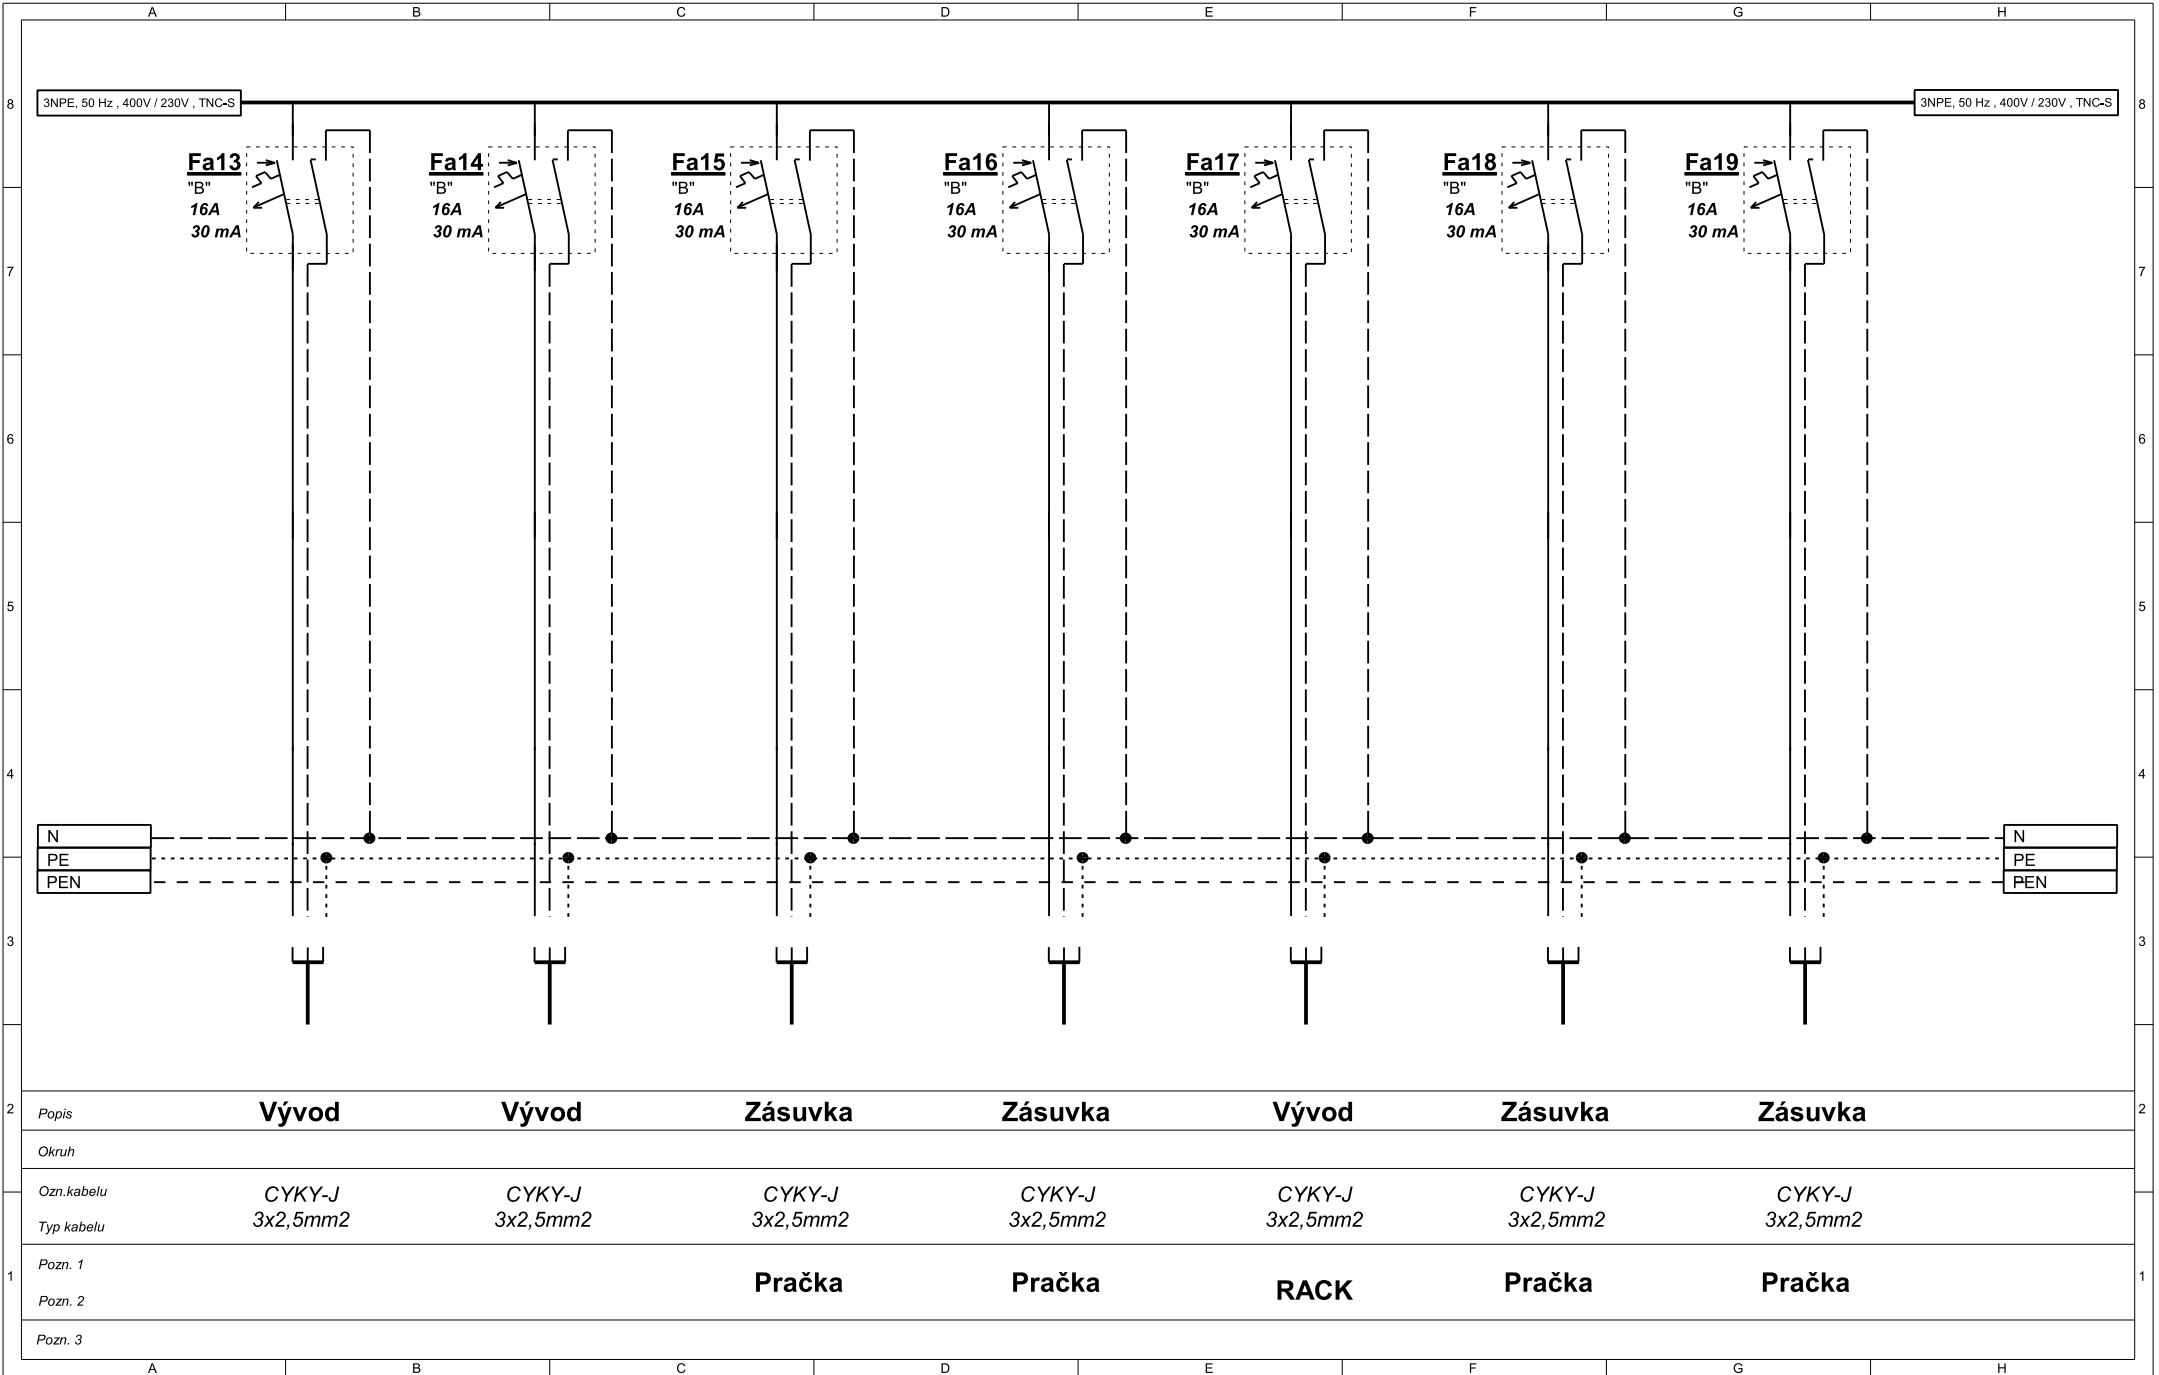 A B C D E F G H
8 8
3NPE, 50 Hz , 400V / 230V , TNC-S 3NPE, 50 Hz , 400V / 230V , TNC-S
Fa13 Fa14 Fa15 Fa16 Fa17 Fa18 Fa19
"B" "B" "B" "B" "B" "B" "B"
16A 16A 16A 16A 16A 16A 16A
30 mA 30 mA 30 mA 30 mA 30 mA 30 mA 30 mA
7 7
6 6
5 5
4 4
N N
PE PE
PEN PEN
3 3
2 Popis Vývod Vývod Zásuvka Zásuvka Vývod Zásuvka Zásuvka 2
Okruh
Ozn.kabelu CYKY-J CYKY-J CYKY-J CYKY-J CYKY-J CYKY-J CYKY-J
Typ kabelu 3x2,5mm2 3x2,5mm2 3x2,5mm2 3x2,5mm2 3x2,5mm2 3x2,5mm2 3x2,5mm2
Pozn. 1
1 Pračka Pračka RACK Pračka Pračka 1
Pozn. 2
Pozn. 3
A B C D E F G H